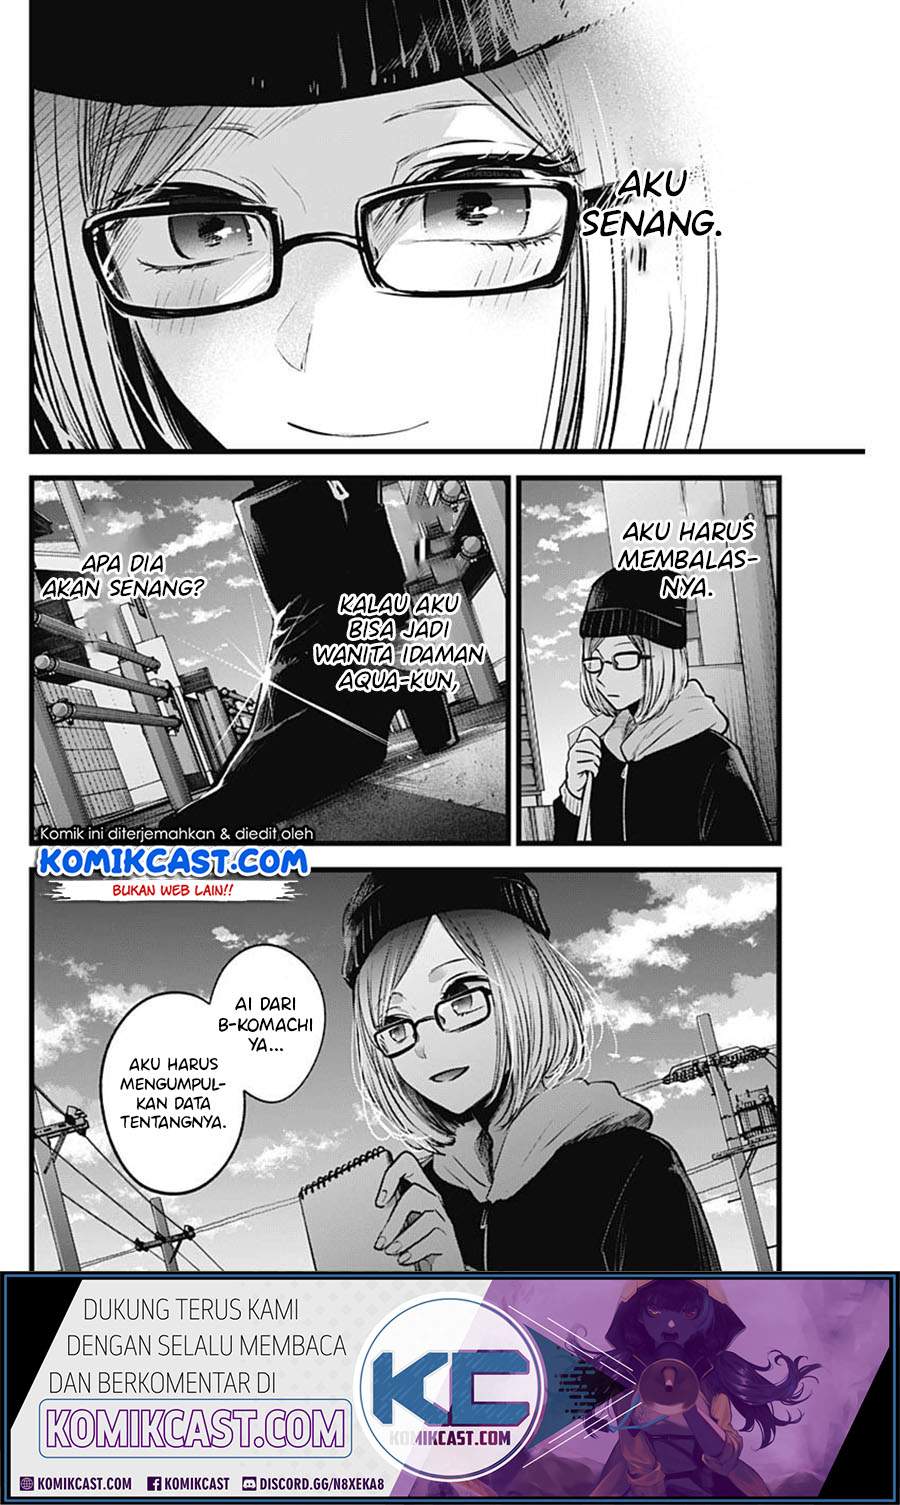 AKU
SENANG.
AKU HARUS
MEMBALAS-
NYA.
KALAU AKU
BISA JADI
WANITA IDAMAN
AQUA-KUN,
APA DIA
AKAN SENANG?
Komik ini diterjemahkan & diedit oleh
KOMIKCAST.COM
BUKAN WEB LAIN!!
AI DARI
B-KOMACHI
YA...
AKU HARUS
MENGUMPUL-
KAN DATA
TENTANGNYA.
DUKUNG TERUS KAMI
DENGAN SELALU MEMBACA
DAN BERKOMENTAR DI
KOMIKCAST.COM
KC
KOMIKCAST.COM
KOMIKCAST.COM KOMIKCAST DISCORD.GG/N8XEKA8